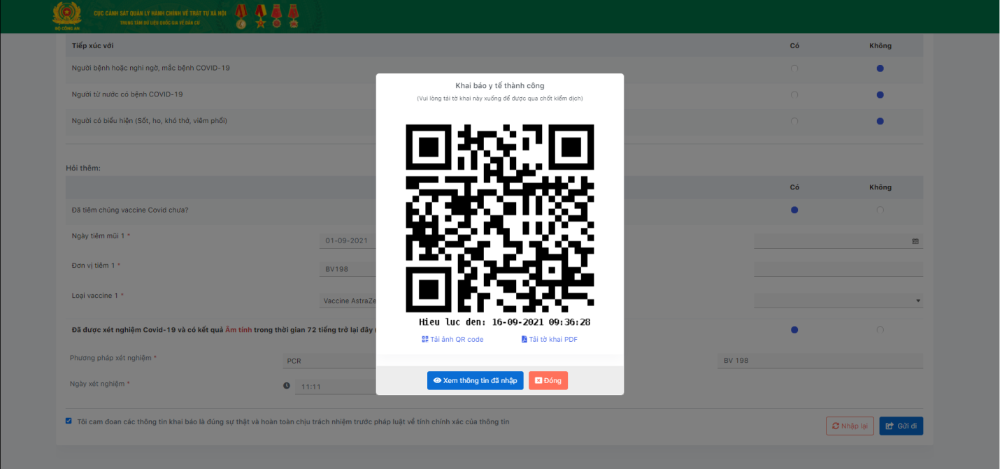 CỤC CẢNH SÁT QUẢN LÝ HÀNH CHÍNH VỀ TRẬT TỰ XÃ HỘI
TRUNG TÂM DỮ LIỆU QUỐC GIA VỀ DÂN CƯ
BỘ CÔNG AN
Tiếp xúc với Có Không
Người bệnh hoặc nghi ngờ, mắc bệnh COVID-19
Người từ nước có bệnh COVID-19
Người có biểu hiện (Sốt, ho, khó thở, viêm phổi)
Hỏi thêm:
Có Không
Đã tiêm chủng vaccine Covid chưa?
Ngày tiêm mũi 1 * 01-09-2021
Đơn vị tiêm 1 * BV198
Loại vaccine 1 * Vaccine AstraZe
Đã được xét nghiệm Covid-19 và có kết quả Âm tính trong thời gian 72 tiếng trở lại đây
Phương pháp xét nghiệm * PCR BV 198
Ngày xét nghiệm * 11:11
Tôi cam đoan các thông tin khai báo là đúng sự thật và hoàn toàn chịu trách nhiệm trước pháp luật về tính chính xác của thông tin
Nhập lại Gửi đi
Khai báo y tế thành công
(Vui lòng tải tờ khai này xuống để được qua chốt kiểm dịch)
Hieu luc den: 16-09-2021 09:36:28
Tải ảnh QR code Tải tờ khai PDF
Xem thông tin đã nhập Đóng